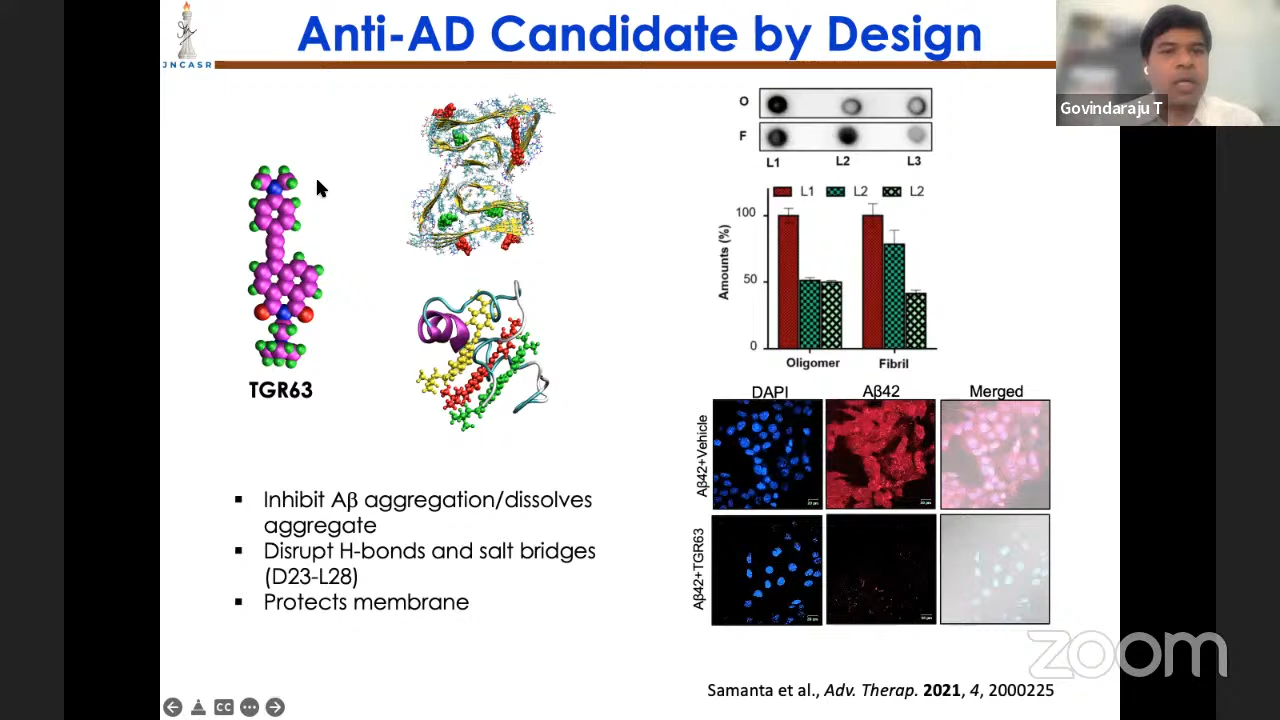 Anti-AD Candidate by Design
JNCASR
Govindaraju T
TGR63
▪ Inhibit Aβ aggregation/dissolves
aggregate
▪ Disrupt H-bonds and salt bridges
(D23-L28)
▪ Protects membrane
O
F
L1 L2 L3
L1 L2 L2
Amounts (%)
100
50
0
Oligomer Fibril
DAPI Aβ42 Merged
Aβ42+Vehicle
Aβ42+TGR63
Samanta et al., Adv. Therap. 2021, 4, 2000225
zoom
CC